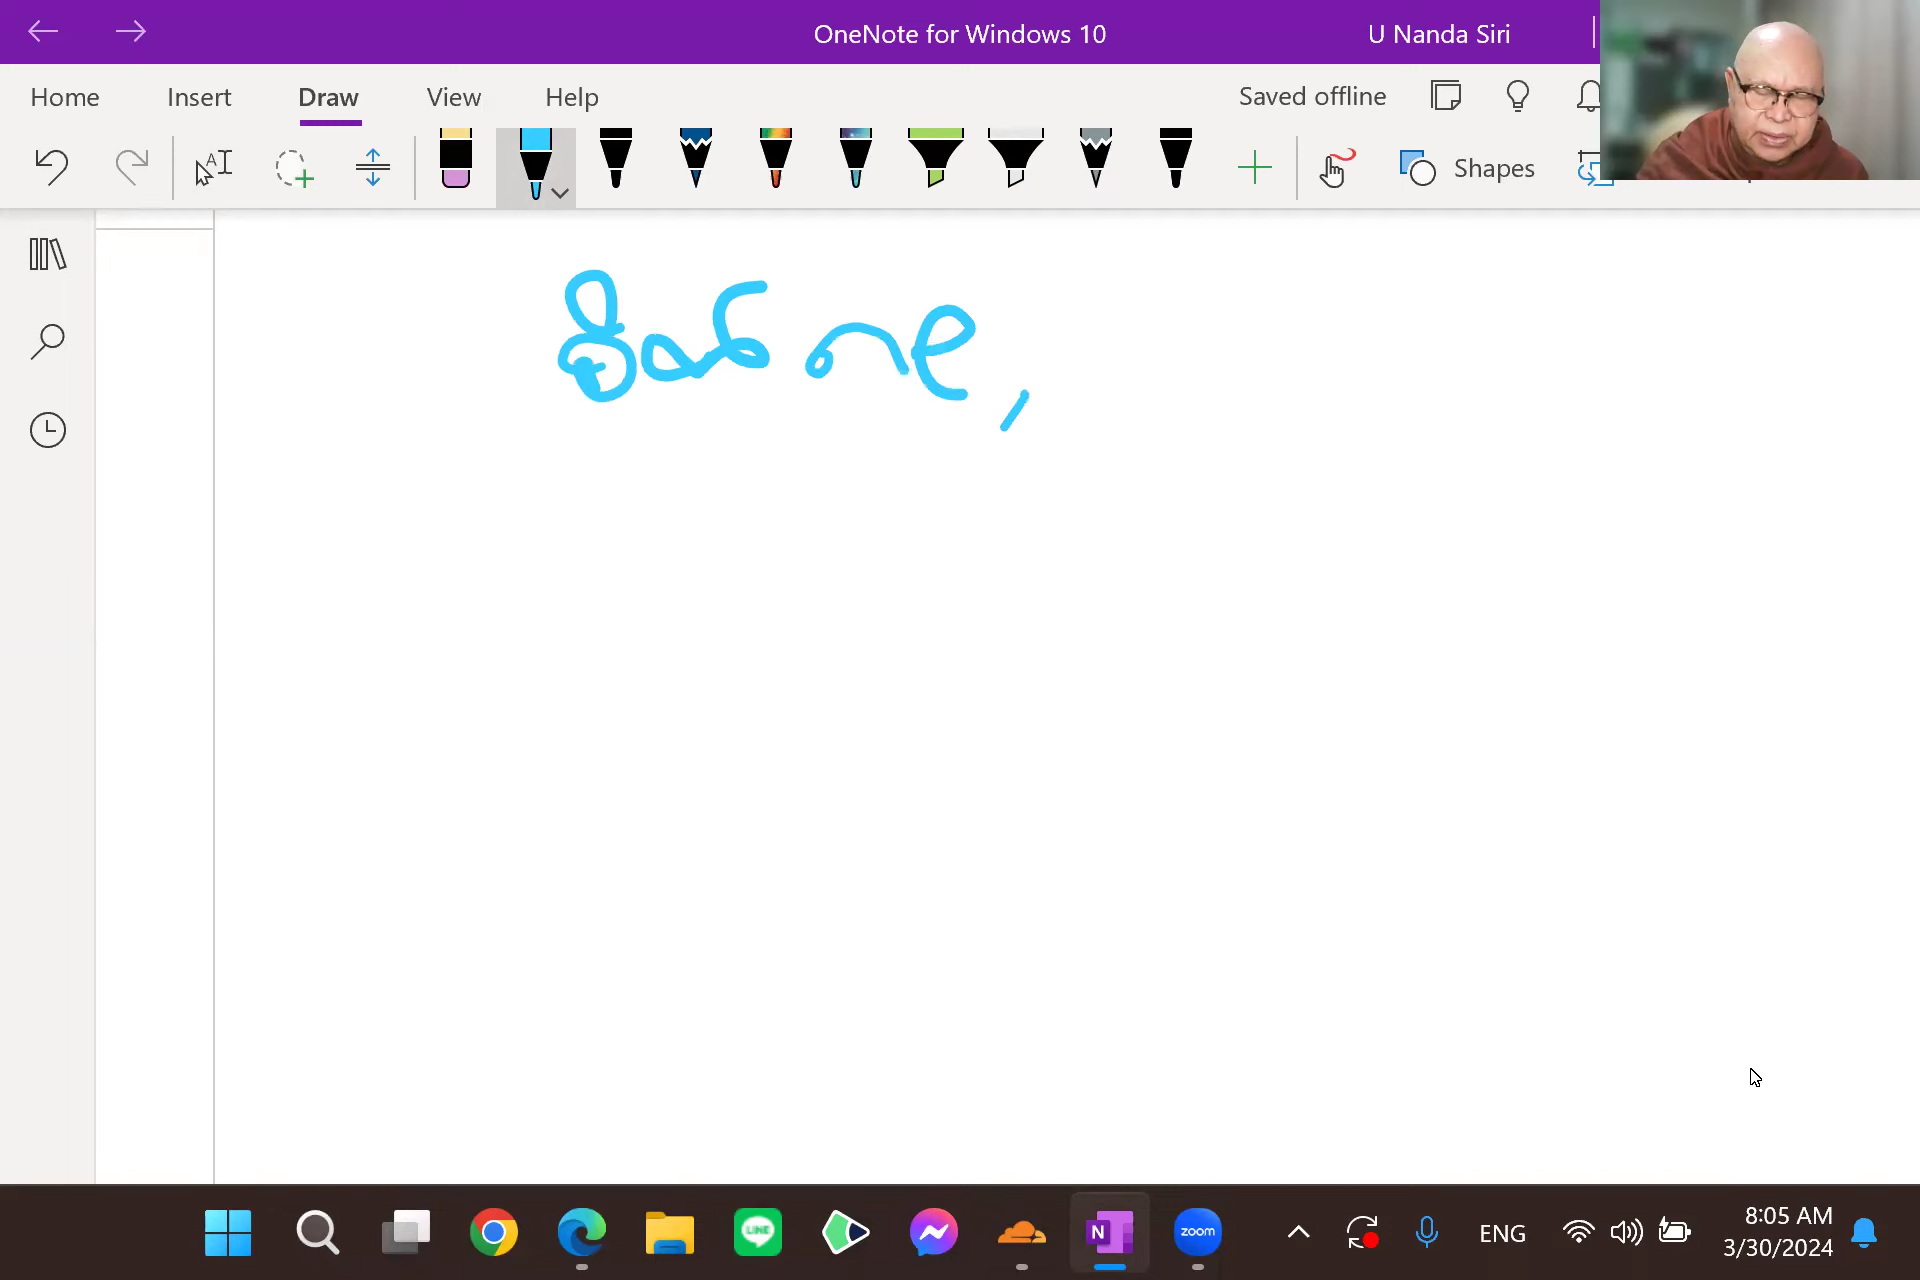 OneNote for Windows 10
U Nanda Siri
Home Insert Draw View Help
Saved offline
Shapes
LINE
N
zoom
ENG
8:05 AM
3/30/2024